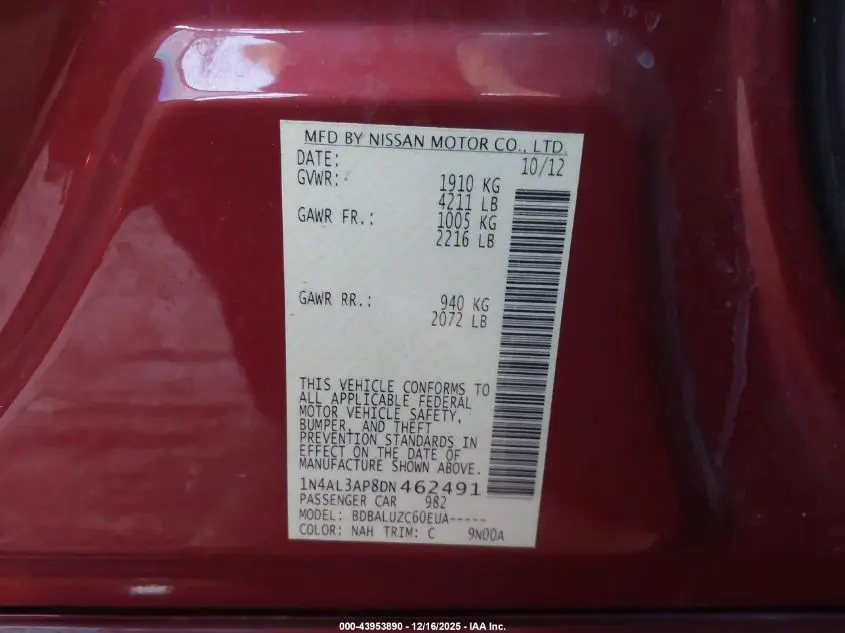 MFD BY NISSAN MOTOR CO., LTD.
DATE: 10/12
GVWR: 1910 KG
4211 LB
GAWR FR.: 1005 KG
2216 LB
GAWR RR.: 940 KG
2072 LB
THIS VEHICLE CONFORMS TO
ALL APPLICABLE FEDERAL
MOTOR VEHICLE SAFETY,
BUMPER, AND THEFT
PREVENTION STANDARDS IN
EFFECT ON THE DATE OF
MANUFACTURE SHOWN ABOVE.
1N4AL3AP8DN462491
PASSENGER CAR 982
MODEL: BDBALUZC60EUA-----
COLOR: NAH TRIM: C 9N00A
000-43953890 - 12/16/2025 - IAA Inc.